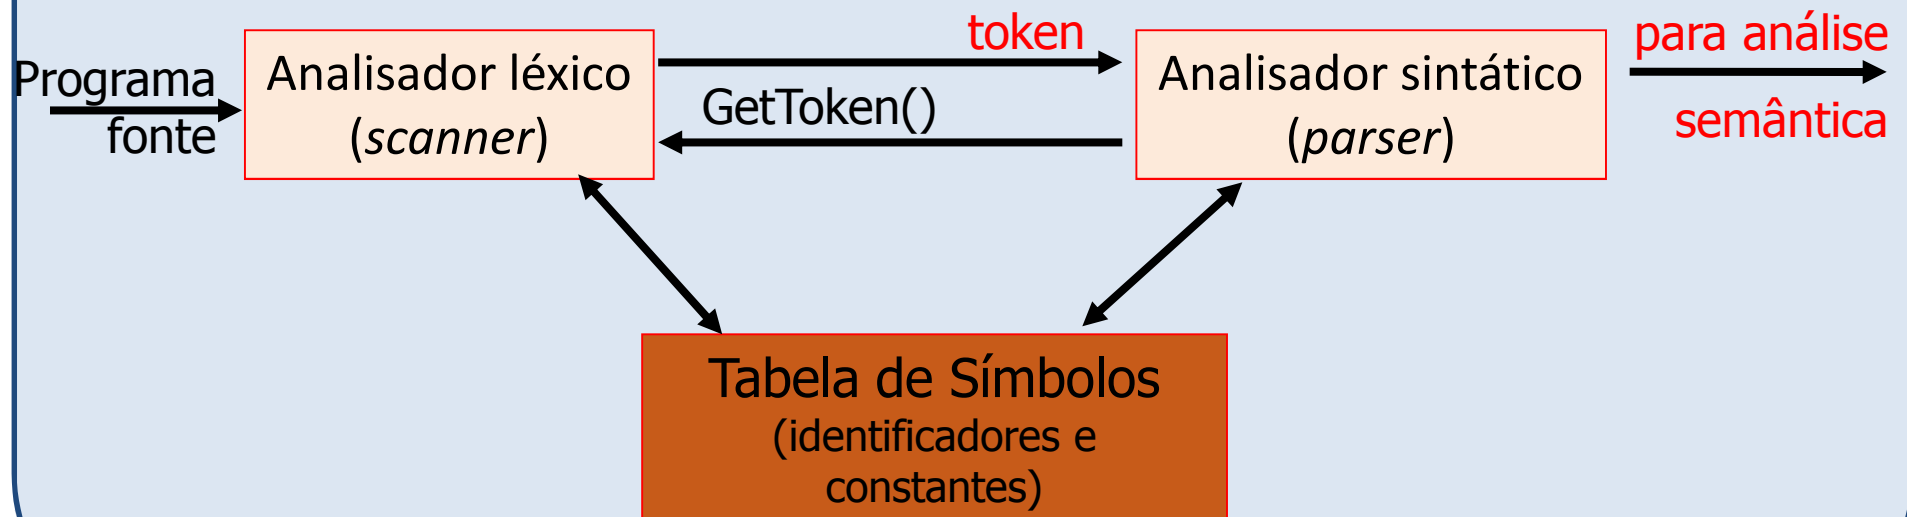 Programa
fonte
Analisador léxico
(scanner)
token
GetToken()
Analisador sintático
(parser)
para análise
semântica
Tabela de Símbolos
(identificadores e
constantes)